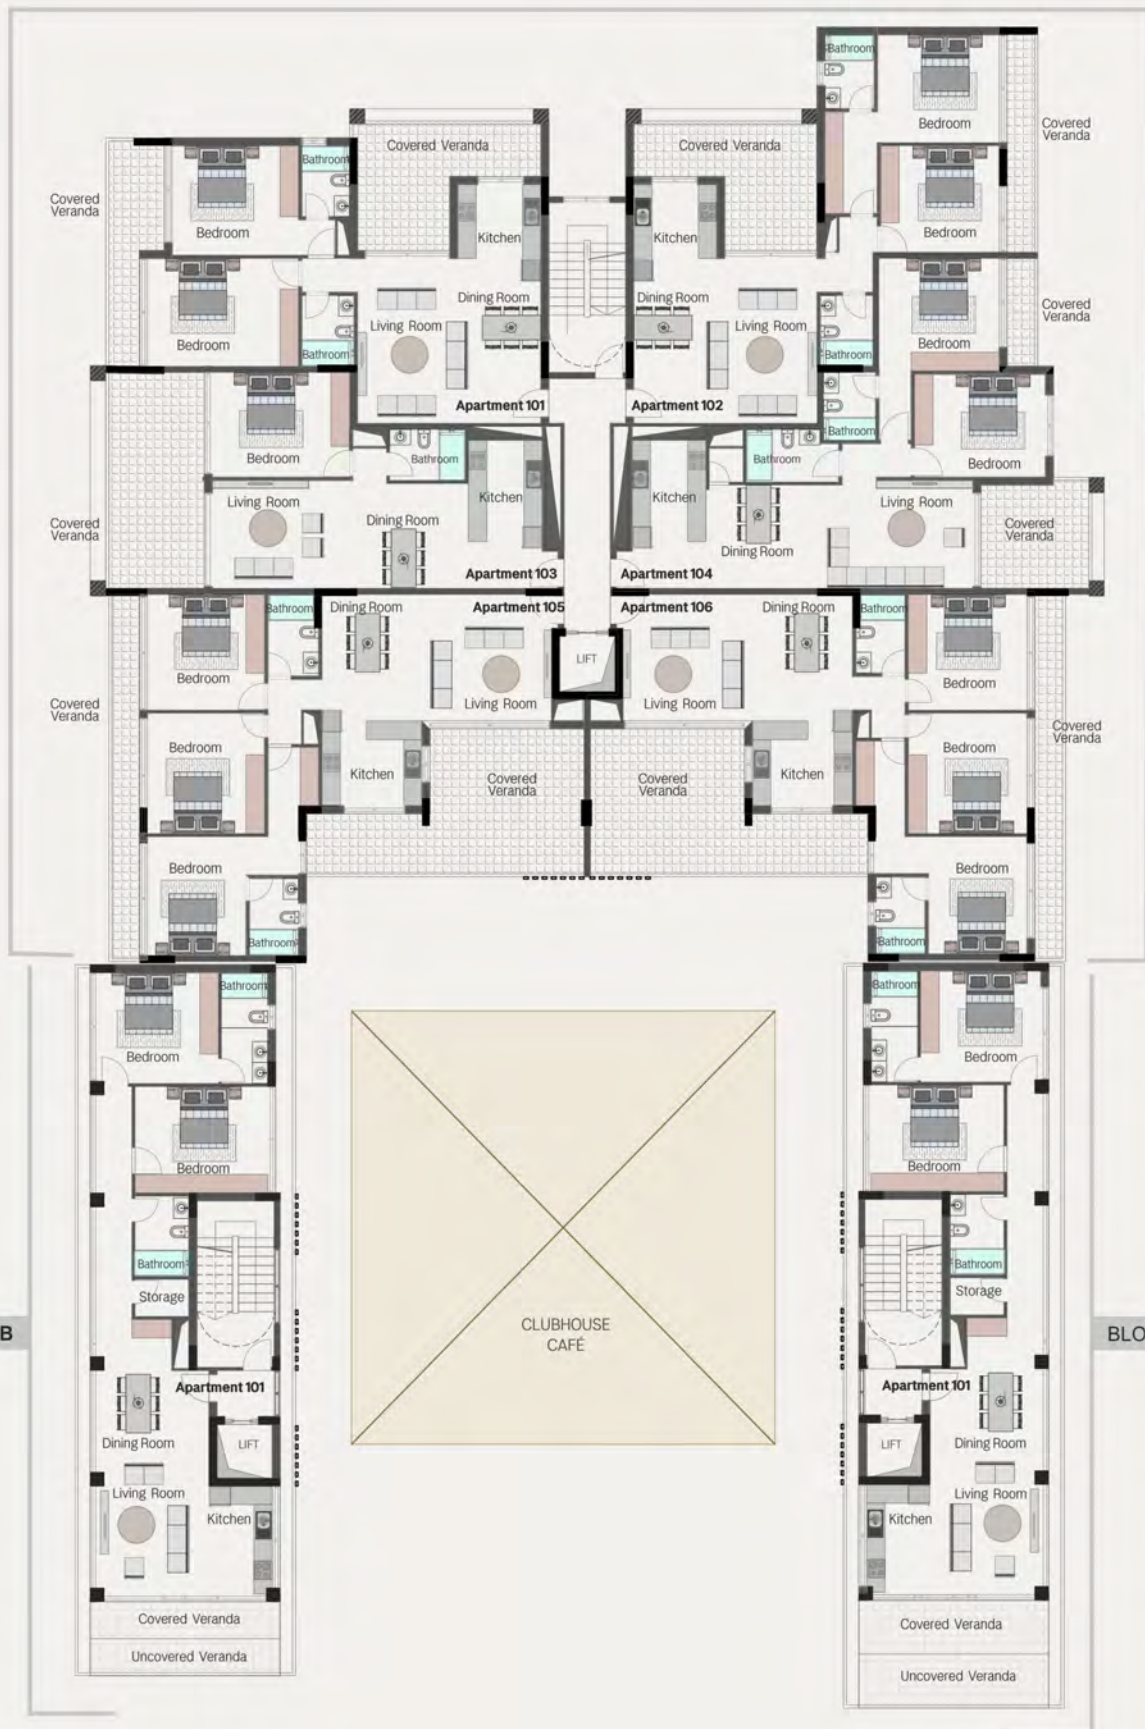 Bathroom
Bedroom
Covered
Veranda
Covered Veranda
Covered Veranda
Bathroom
Covered
Veranda
Bedroom
Kitchen
Kitchen
Bedroom
Dining Room
Dining Room
Covered
Veranda
Living Room
Living Room
Bedroom
Bedroom
Bathroom
Bathroom
Apartment 101
Apartment 102
Bathroom
Bedroom
Bathroom
Bathroom
Bedroom
Kitchen
Kitchen
Living Room
Living Room
Covered
Veranda
Dining Room
Dining Room
Covered
Veranda
Apartment 103
Apartment 104
Bathroom
Dining Room
Apartment 105
Apartment 106
Dining Room
Bathroom
LIFT
Bedroom
Bedroom
Covered
Veranda
Living Room
Living Room
Covered
Veranda
Bedroom
Bedroom
Kitchen
Covered
Veranda
Covered
Veranda
Kitchen
Bedroom
Bedroom
Bathroom
Bathroom
Bathroom
Bathroom
Bedroom
Bedroom
Bedroom
Bedroom
Bathroom
Bathroom
Storage
Storage
CLUBHOUSE
CAFÉ
B
BLO
Apartment 101
Apartment 101
Dining Room
LIFT
LIFT
Dining Room
Living Room
Living Room
Kitchen
Kitchen
Covered Veranda
Covered Veranda
Uncovered Veranda
Uncovered Veranda